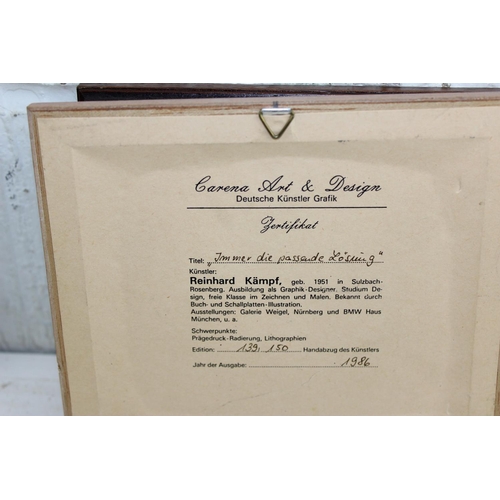 Carena Art & Design
Deutsche Künstler Grafik
Zertifikat
Titel: „Immer die passende Lösung“
Künstler:
Reinhard Kämpf, geb. 1951 in Sulzbach-
Rosenberg. Ausbildung als Graphik-Designer. Studium De-
sign, freie Klasse im Zeichnen und Malen. Bekannt durch
Buch- und Schallplatten-Illustration.
Ausstellungen: Galerie Weigel, Nürnberg und BMW Haus
München, u. a.
Schwerpunkte:
Prägedruck-Radierung, Lithographien
Edition: 139, 150 Handabzug des Künstlers
Jahr der Ausgabe: 1986